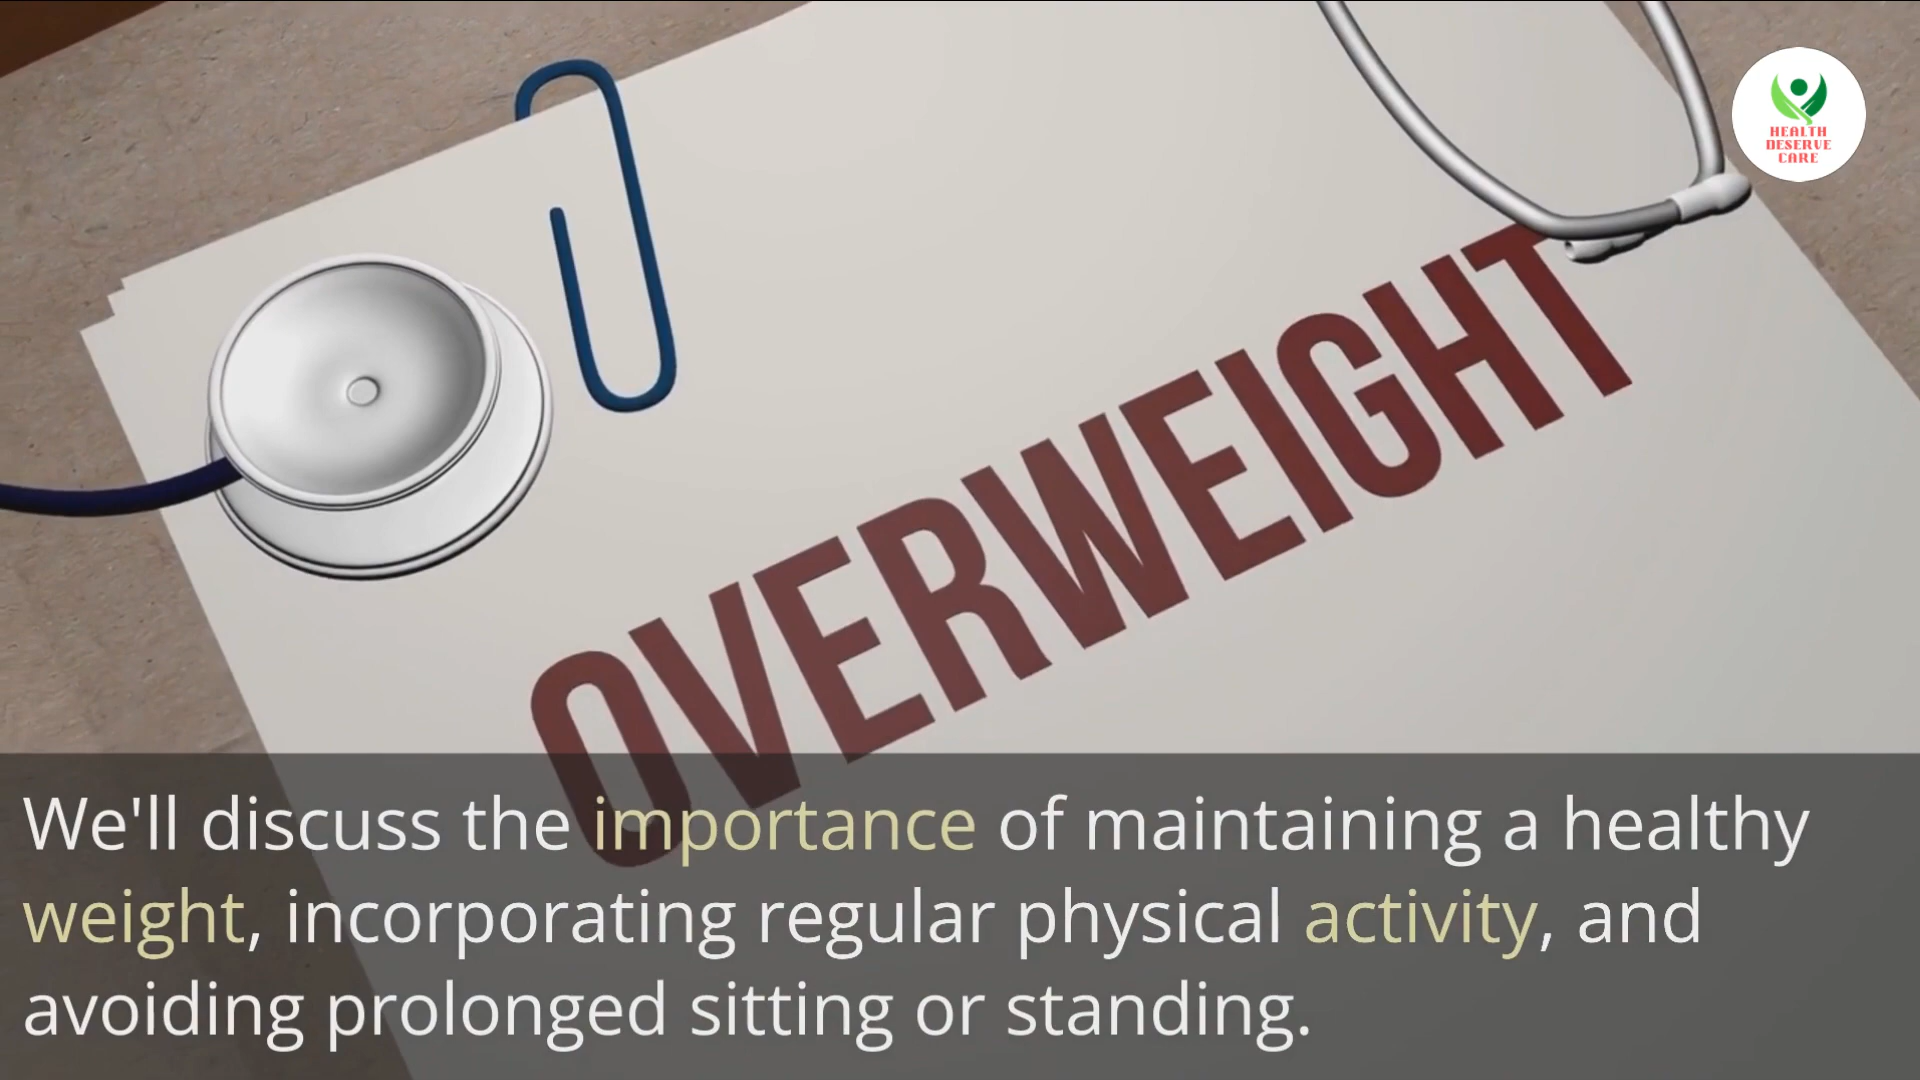 HEALTH
DESERVE
CARE
OVERWEIGHT
We'll discuss the importance of maintaining a healthy
weight, incorporating regular physical activity, and
avoiding prolonged sitting or standing.